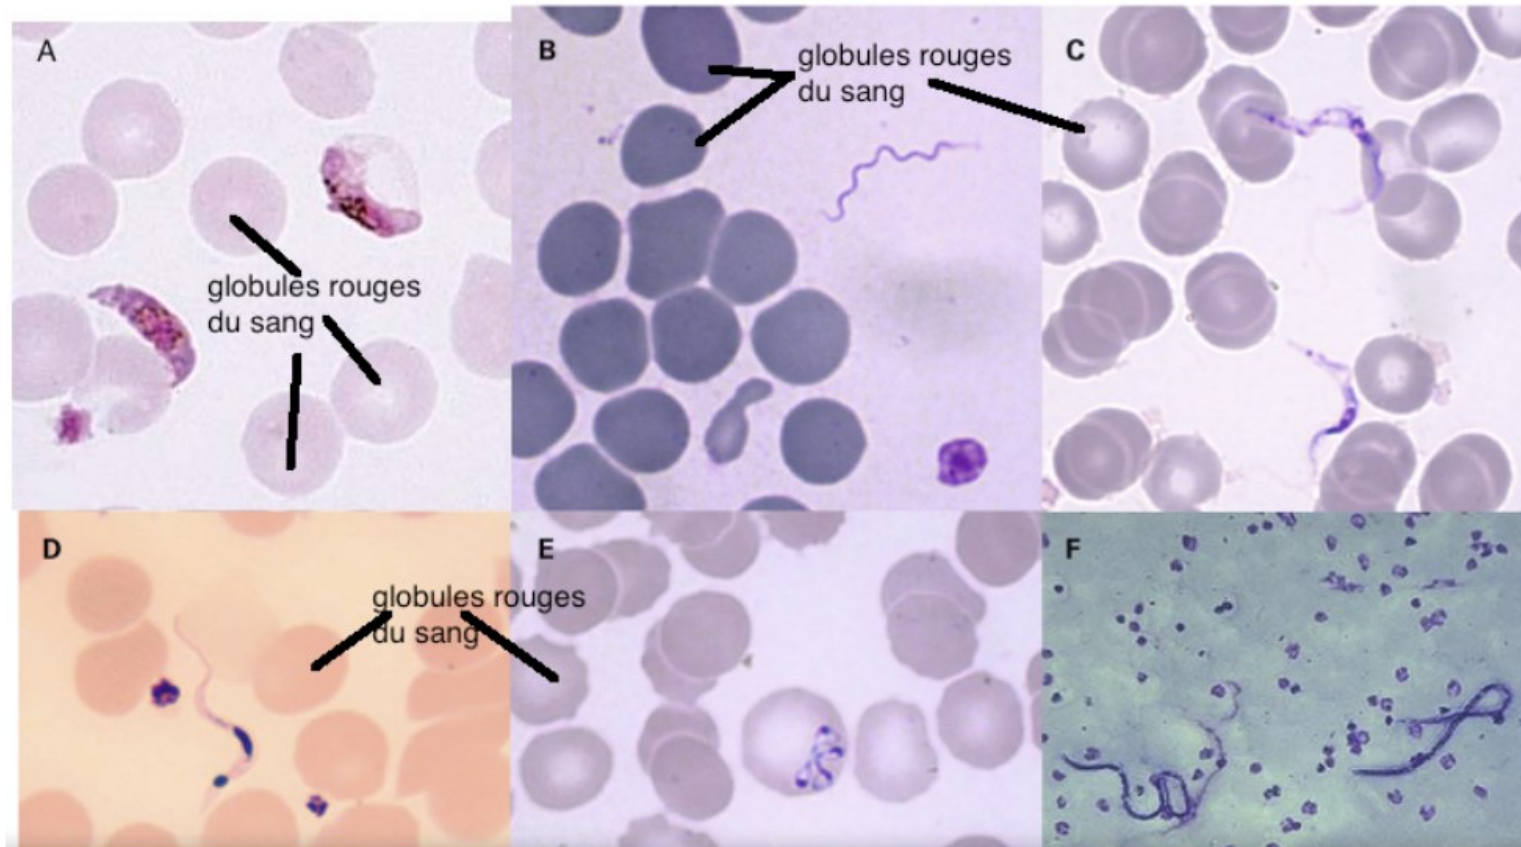 A
globules rouges
du sang
B
globules rouges
du sang
C
D
globules rouges
du sang
E
F